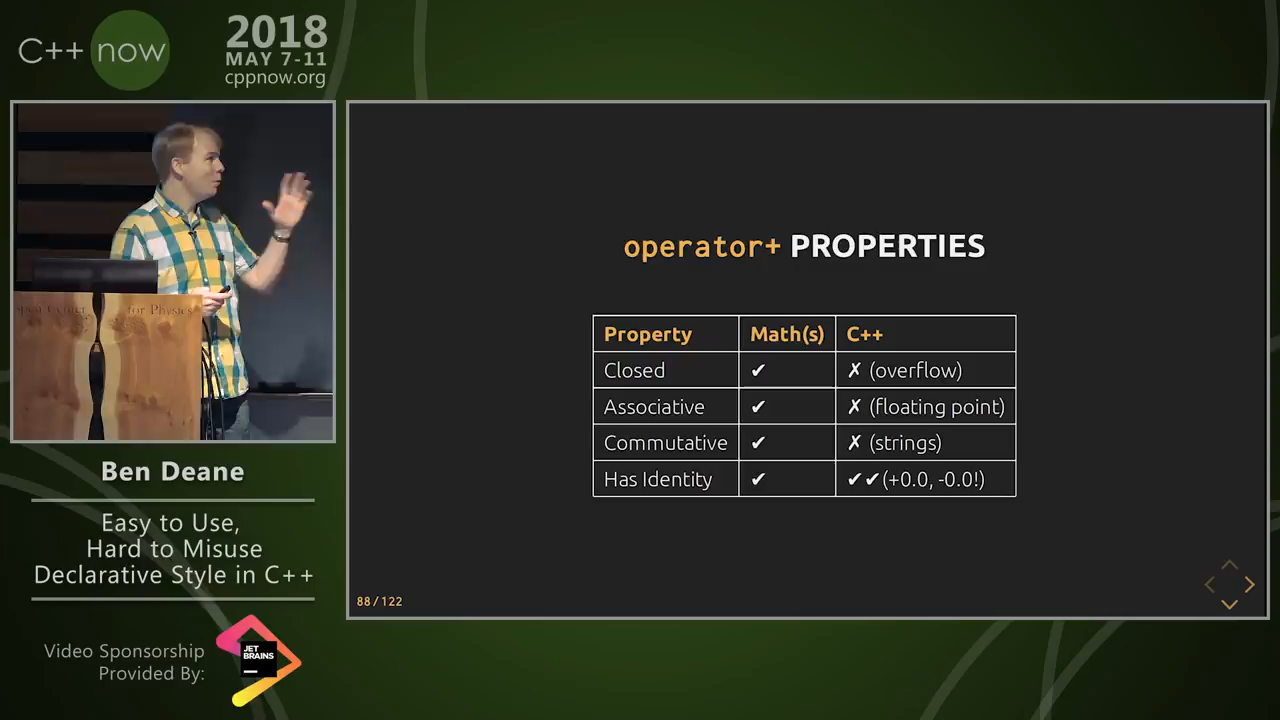 C++ now
2018
MAY 7-11
cppnow.org
for Physics
operator+ PROPERTIES
Property Math(s) C++
Closed ✔ ✗ (overflow)
Associative ✔ ✗ (floating point)
Commutative ✔ ✗ (strings)
Has Identity ✔ ✔✔(+0.0, -0.0!)
88/122
Ben Deane
Easy to Use,
Hard to Misuse
Declarative Style in C++
Video Sponsorship
Provided By:
JET
BRAINS